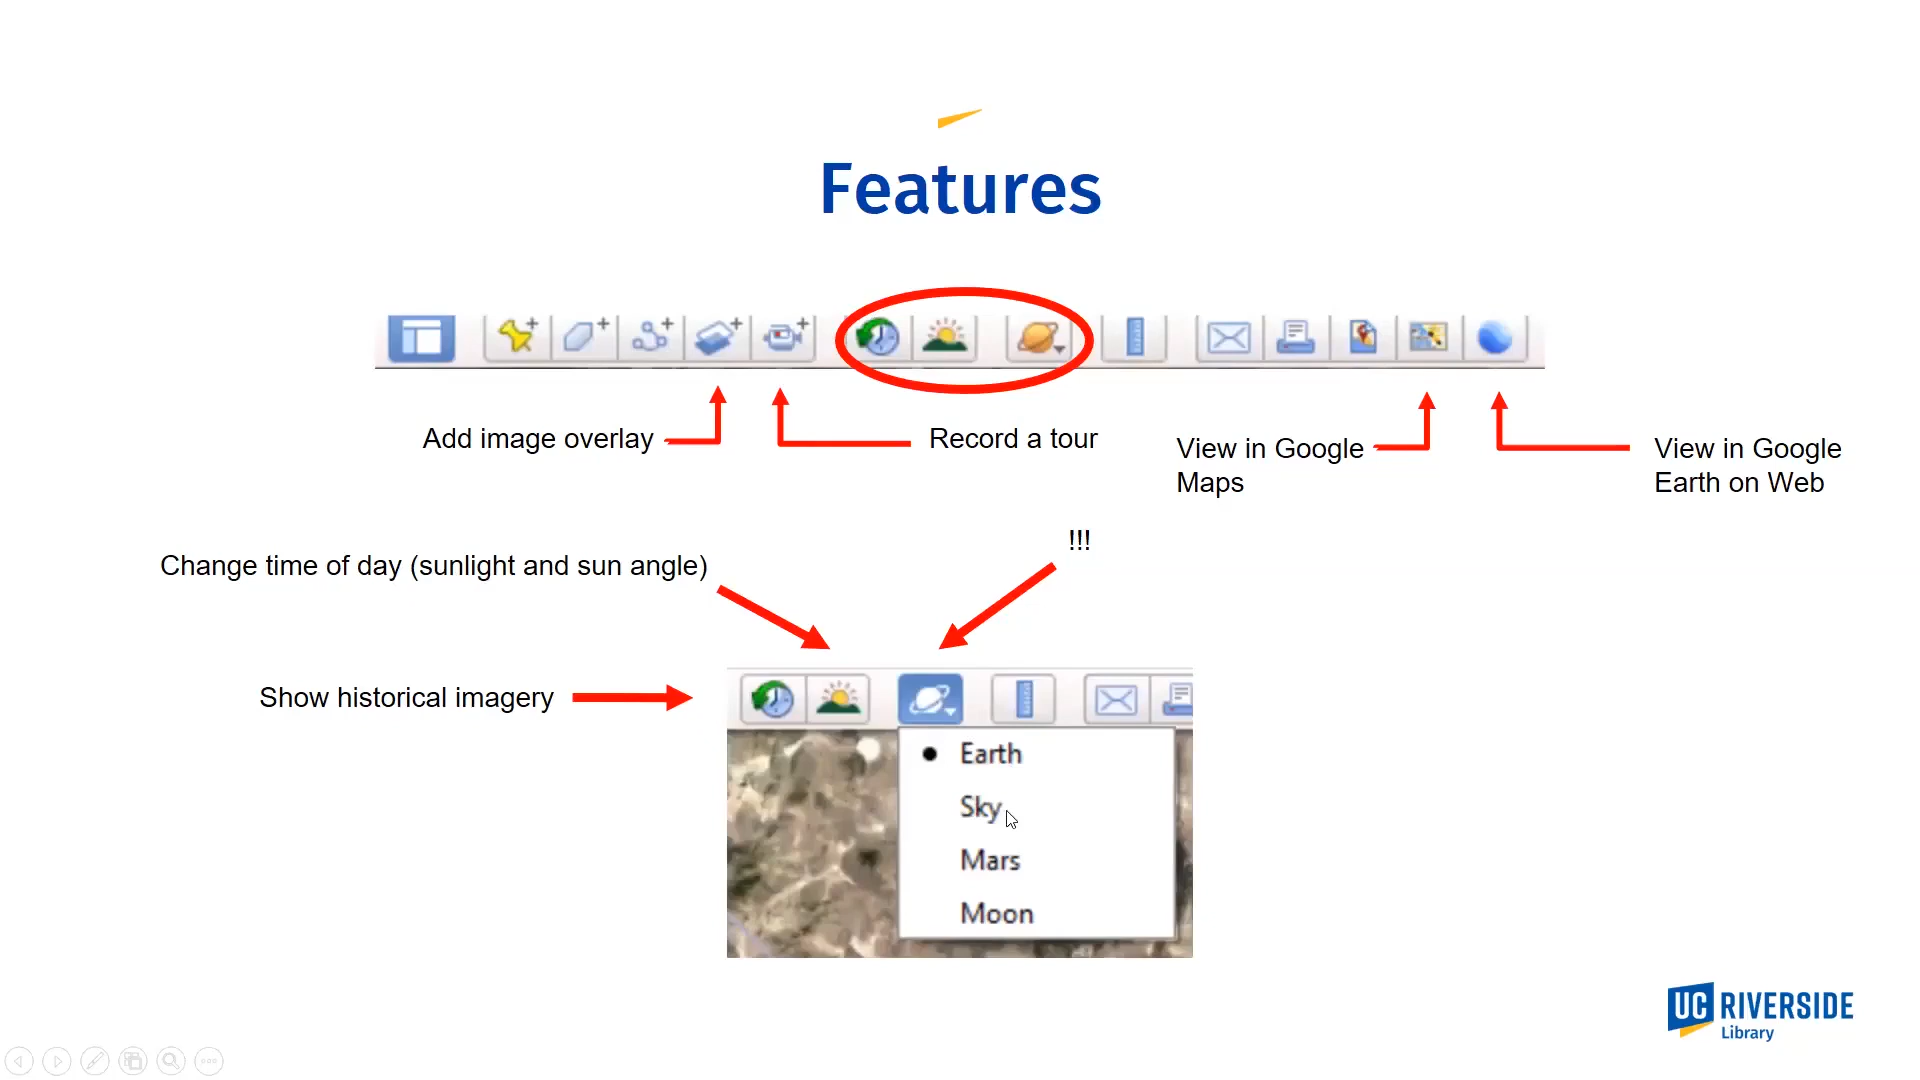 Features
Add image overlay
Record a tour
View in Google
Maps
View in Google
Earth on Web
!!!
Change time of day (sunlight and sun angle)
Show historical imagery
Earth
Sky
Mars
Moon
UC RIVERSIDE
Library